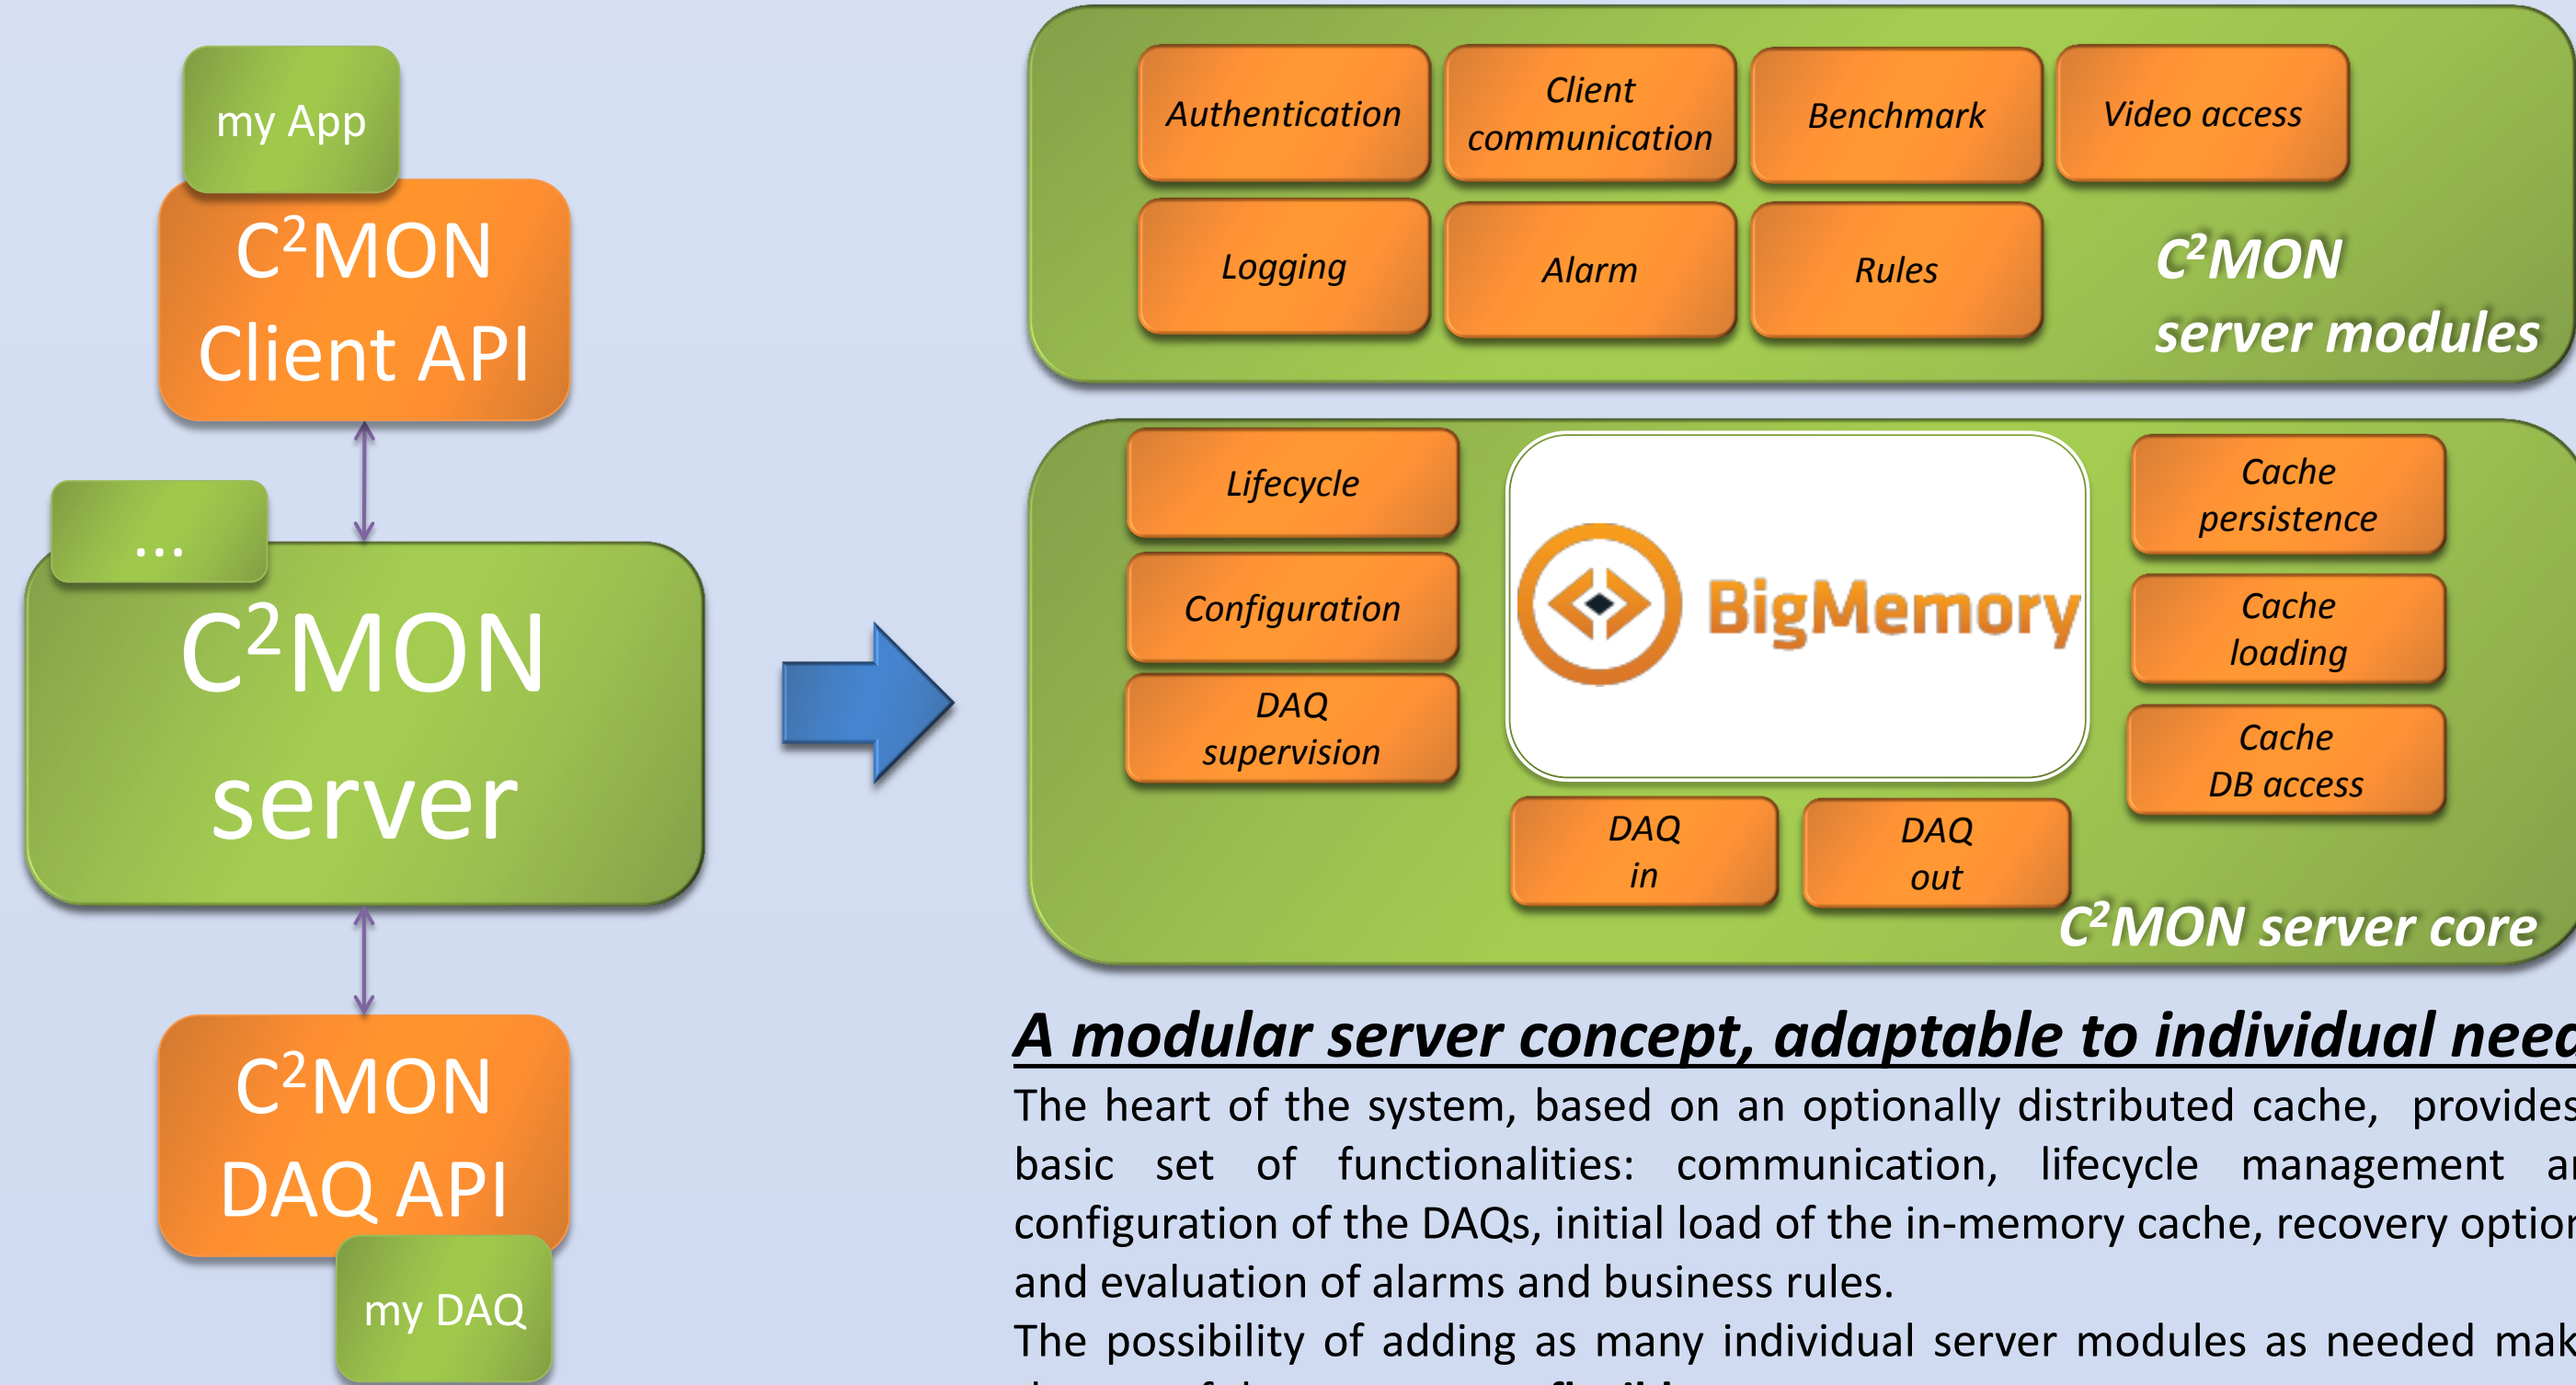 my App
C²MON
Client API
...
C²MON
server
C²MON
DAQ API
my DAQ
Authentication
Client
communication
Benchmark
Video access
Logging
Alarm
Rules
C²MON
server modules
Lifecycle
Configuration
DAQ
supervision
BigMemory
Cache
persistence
Cache
loading
Cache
DB access
DAQ
in
DAQ
out
C²MON server core
A modular server concept, adaptable to individual need
The heart of the system, based on an optionally distributed cache, provides
basic set of functionalities: communication, lifecycle management
configuration of the DAQs, initial load of the in-memory cache, recovery option
and evaluation of alarms and business rules.
The possibility of adding as many individual server modules as needed mak